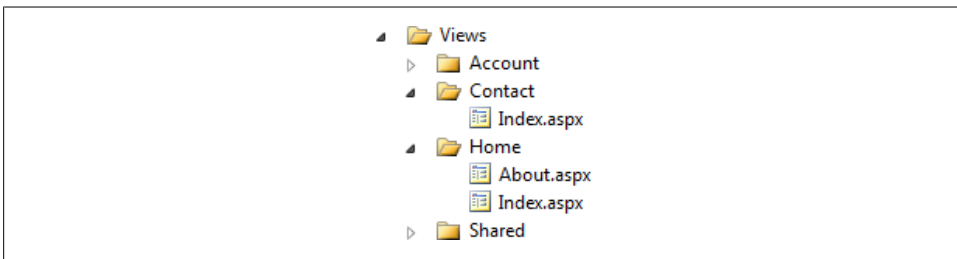 Views
Account
Contact
Index.aspx
Home
About.aspx
Index.aspx
Shared